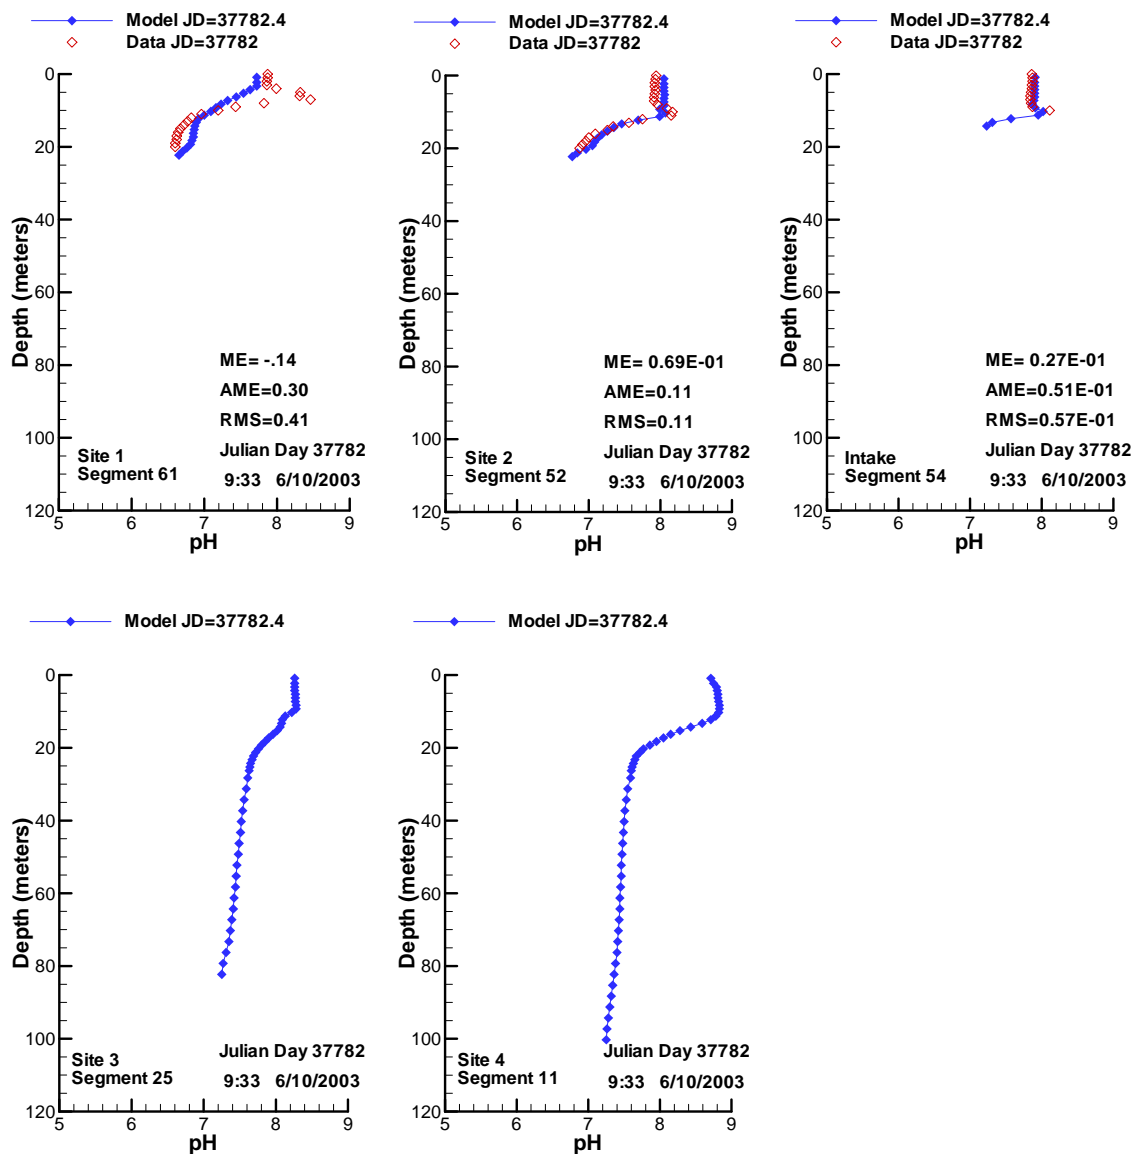 Model JD=37782.4
Data JD=37782
0
20
40
60
80
100
120
Depth (meters)
ME= -.14
AME=0.30
RMS=0.41
Julian Day 37782
Site 1
Segment 61
9:33 6/10/2003
5 6 7 8 9
pH
Model JD=37782.4
Data JD=37782
0
20
40
60
80
100
120
Depth (meters)
ME= 0.69E-01
AME=0.11
RMS=0.11
Julian Day 37782
Site 2
Segment 52
9:33 6/10/2003
5 6 7 8 9
pH
Model JD=37782.4
Data JD=37782
0
20
40
60
80
100
120
Depth (meters)
ME= 0.27E-01
AME=0.51E-01
RMS=0.57E-01
Julian Day 37782
Intake
Segment 54
9:33 6/10/2003
5 6 7 8 9
pH
Model JD=37782.4
0
20
40
60
80
100
120
Depth (meters)
Julian Day 37782
Site 3
Segment 25
9:33 6/10/2003
5 6 7 8 9
pH
Model JD=37782.4
0
20
40
60
80
100
120
Depth (meters)
Julian Day 37782
Site 4
Segment 11
9:33 6/10/2003
5 6 7 8 9
pH